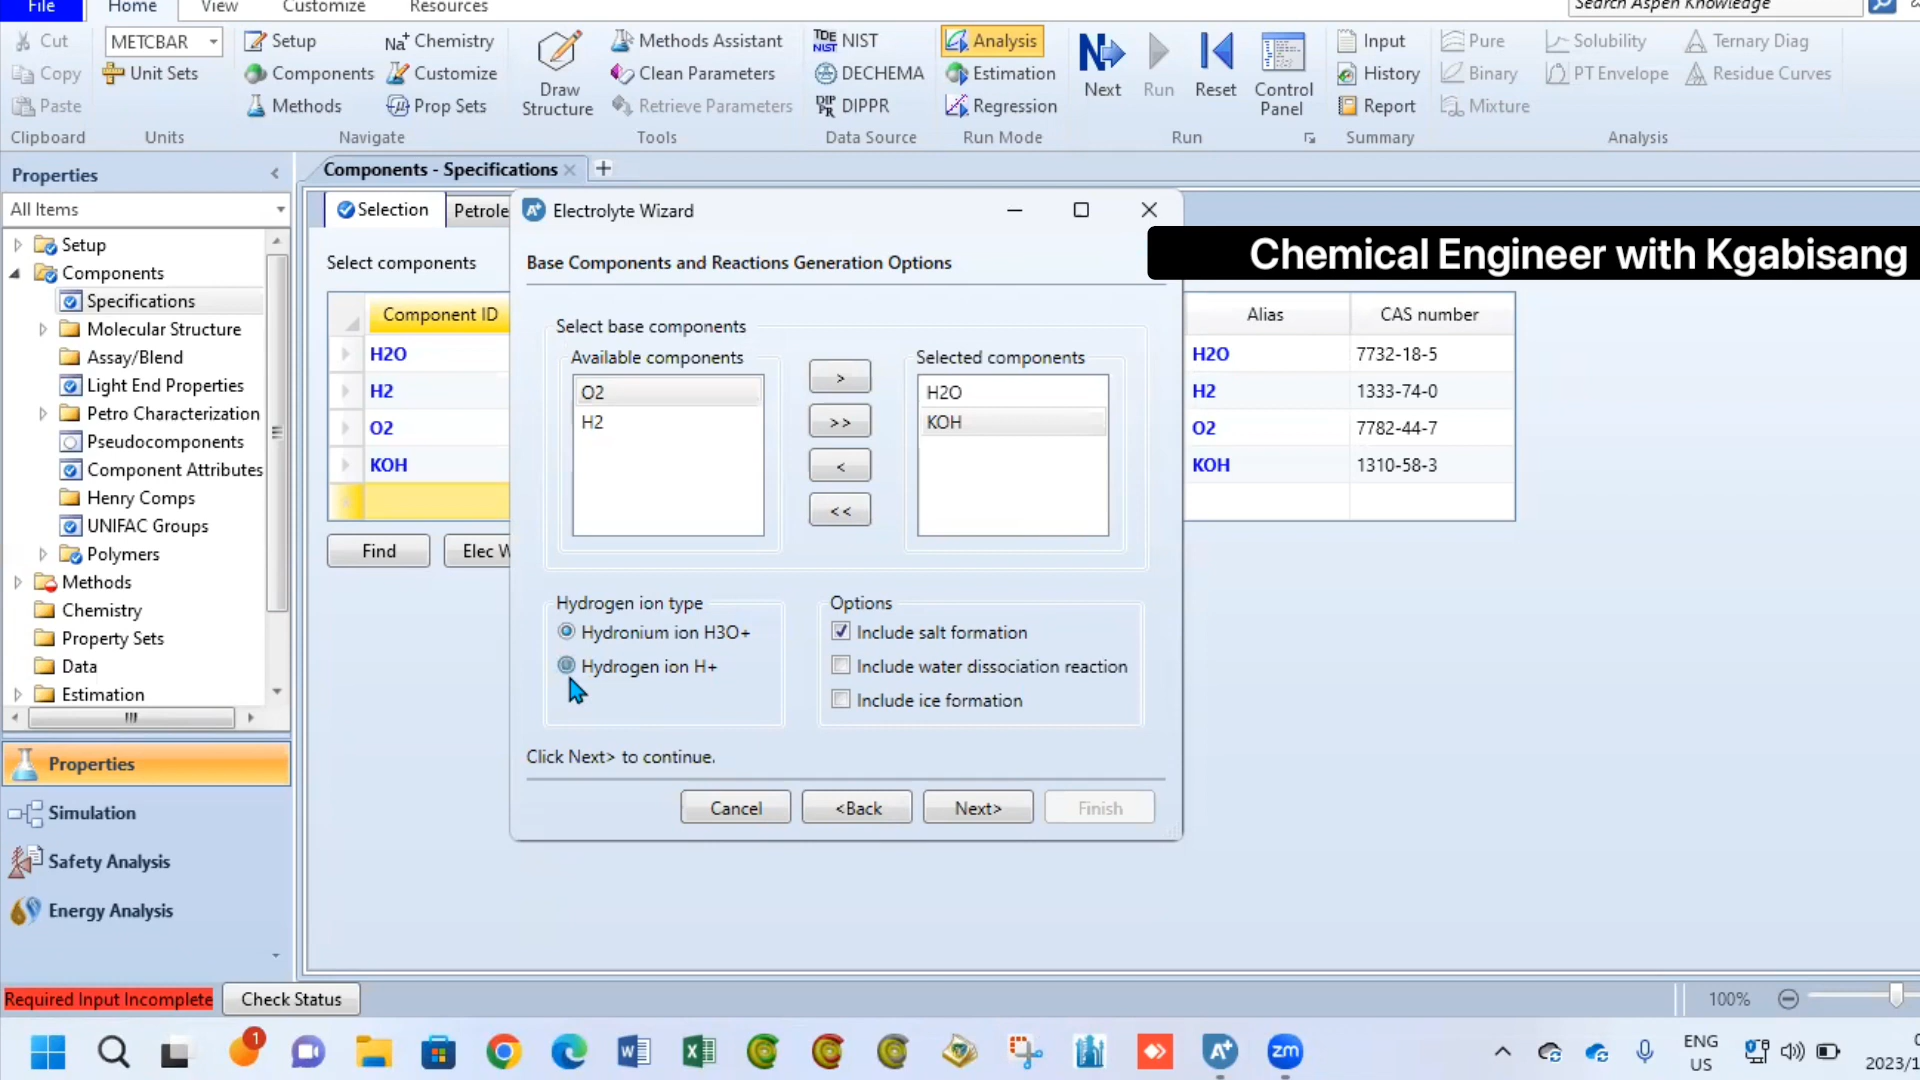 File Home View Customize Resources Search Aspen Knowledge
Cut METCBAR Setup Na+ Chemistry Methods Assistant TDE NIST NIST Analysis Input Pure Solubility Ternary Diag
Copy Unit Sets Components Customize Clean Parameters DECHEMA Estimation History Binary PT Envelope Residue Curves
Paste Methods Prop Sets Draw Structure Retrieve Parameters DIPPR DIPPR Regression Next Run Reset Control Panel Report Mixture
Clipboard Units Navigate Tools Data Source Run Mode Run Summary Analysis
Properties
All Items
Setup
Components
Specifications
Molecular Structure
Assay/Blend
Light End Properties
Petro Characterization
Pseudocomponents
Component Attributes
Henry Comps
UNIFAC Groups
Polymers
Methods
Chemistry
Property Sets
Data
Estimation
Properties
Simulation
Safety Analysis
Energy Analysis
Components - Specifications
Selection Petrole
Select components
Component ID Alias CAS number
H2O H2O 7732-18-5
H2 H2 1333-74-0
O2 O2 7782-44-7
KOH KOH 1310-58-3
Find Elec W
Electrolyte Wizard
Chemical Engineer with Kgabisang
Base Components and Reactions Generation Options
Select base components
Available components Selected components
O2 > H2O
H2 >> KOH
<
<<
Hydrogen ion type Options
Hydronium ion H3O+ Include salt formation
Hydrogen ion H+ Include water dissociation reaction
Include ice formation
Click Next> to continue.
Cancel <Back Next> Finish
Required Input Incomplete Check Status 100%
1 zm ENG
US
2023/1